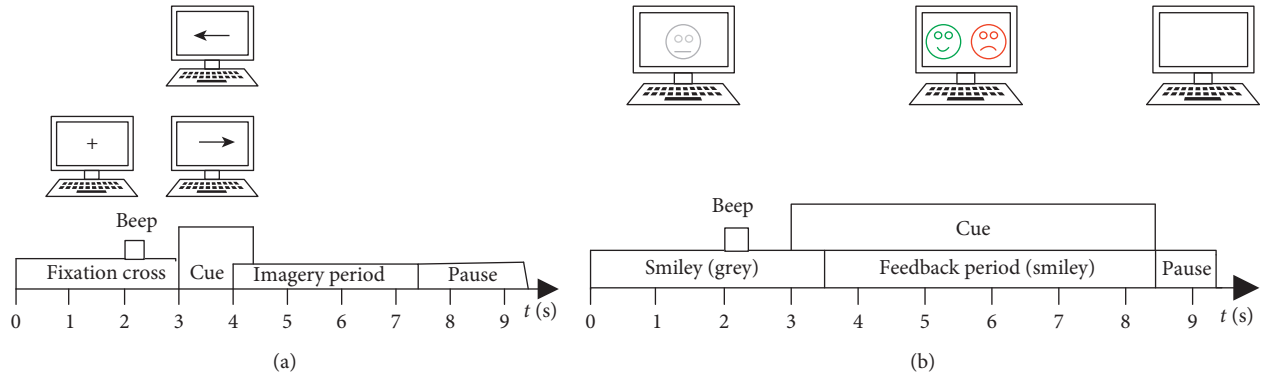 +
Beep
Fixation cross
Cue
Imagery period
Pause
0 1 2 3 4 5 6 7 8 9
t (s)
(a)
Beep
Cue
Smiley (grey)
Feedback period (smiley)
Pause
0 1 2 3 4 5 6 7 8 9
t (s)
(b)